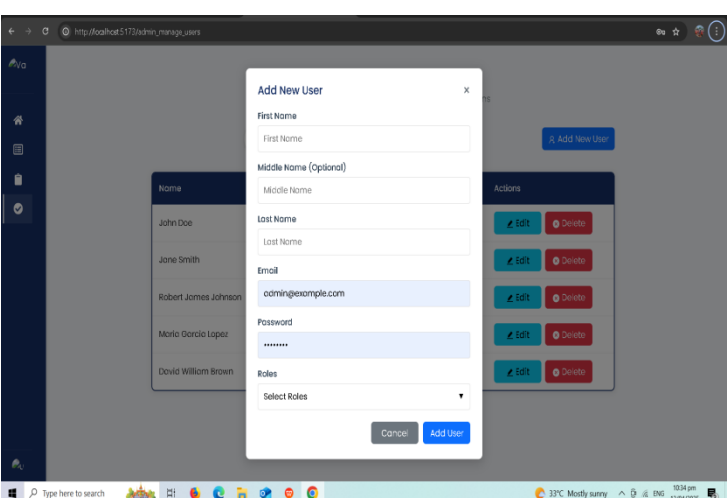 http://localhost:5173/admin_manage_users
Va
Add New User
x
First Name
First Name
Add New User
Middle Name (Optional)
Middle Name
Name
Actions
Last Name
John Doe
Edit
Delete
Last Name
Jane Smith
Edit
Delete
Email
admin@example.com
Robert James Johnson
Edit
Delete
Password
••••••••
Maria Garcia Lopez
Edit
Delete
Roles
David William Brown
Edit
Delete
Select Roles
Cancel
Add User
Type here to search
33°C Mostly sunny
ENG
10:34 pm